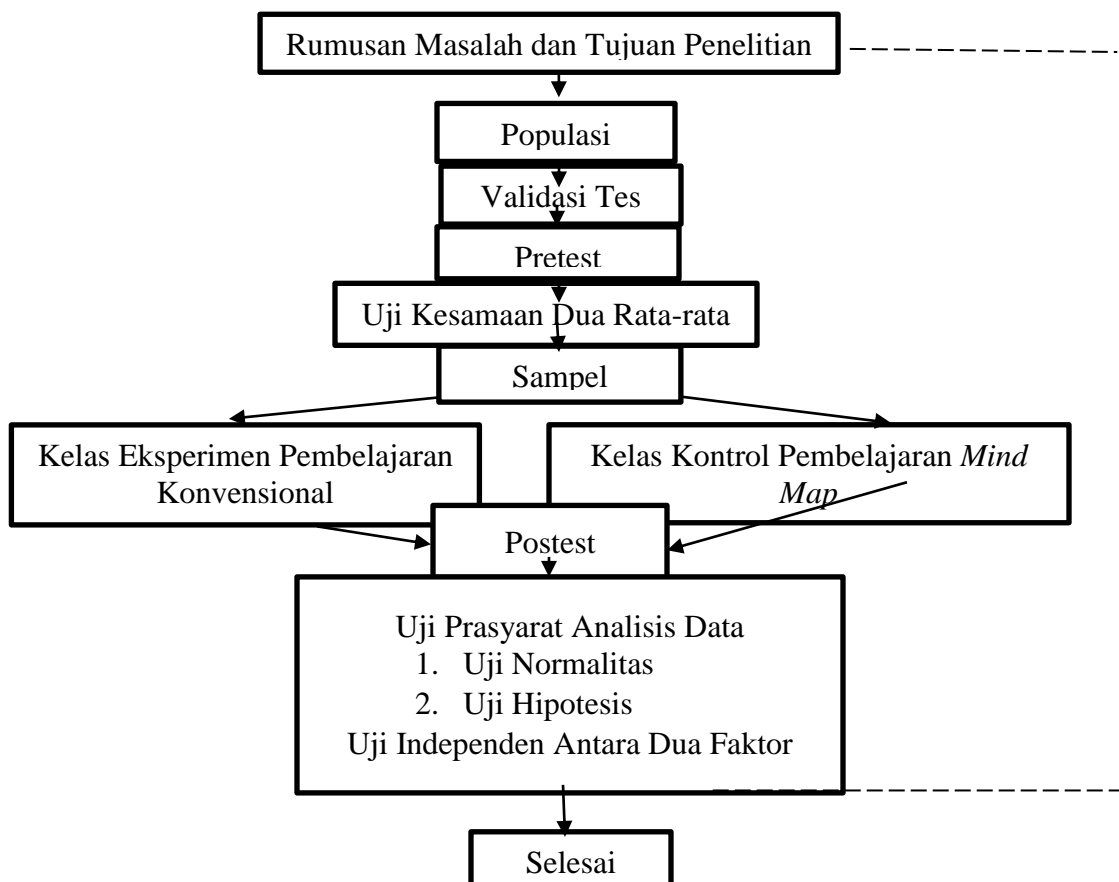 Rumusan Masalah dan Tujuan Penelitian
Populasi
Validasi Tes
Pretest
Uji Kesamaan Dua Rata-rata
Sampel
Kelas Eksperimen Pembelajaran
Konvensional
Kelas Kontrol Pembelajaran Mind
Map
Postest
Uji Prasyarat Analisis Data
1. Uji Normalitas
2. Uji Hipotesis
Uji Independen Antara Dua Faktor
Selesai